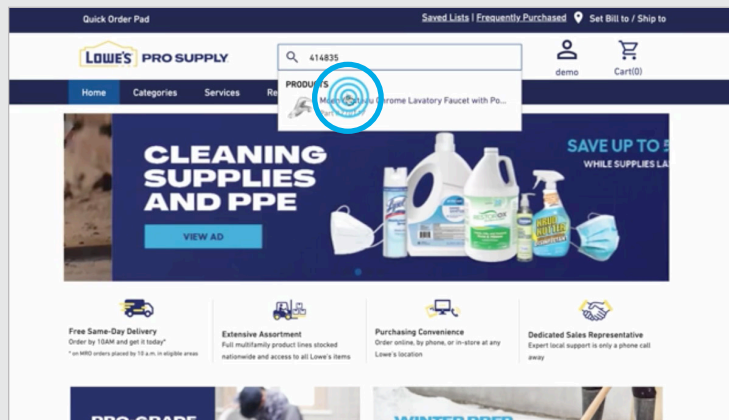 Quick Order Pad
Saved Lists | Frequently Purchased Set Bill to / Ship to
LOWE'S PRO SUPPLY
414835
demo
Cart(0)
Home Categories Services
PRODUCTS
Chrome Lavatory Faucet with Po...
CLEANING
SUPPLIES
AND PPE
VIEW AD
SAVE UP TO
WHILE SUPPLIES
Lysol
Free Same-Day Delivery
Order by 10AM and get it today*
* on MRO orders placed by 10 a.m. in eligible areas
Extensive Assortment
Full multifamily product lines stocked
nationwide and access to all Lowe's items
Purchasing Convenience
Order online, by phone, or in-store at any
Lowe's location
Dedicated Sales Representative
Expert local support is only a phone call
away
PRO GRADE
WINTER PREP